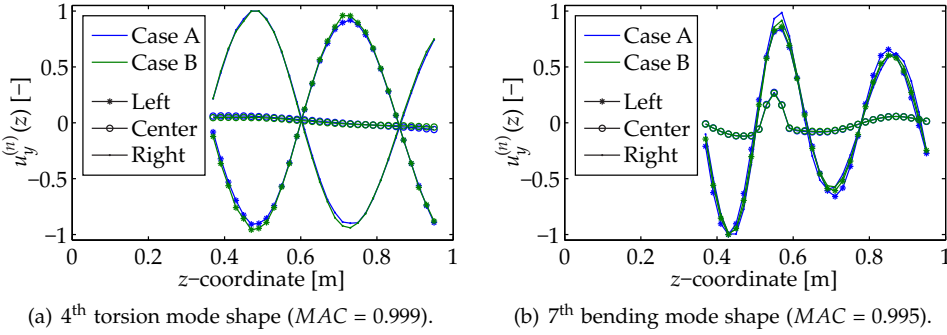 1
0.5
0
−0.5
−1
0 0.2 0.4 0.6 0.8 1
u_y^(n)(z) [−]
z−coordinate [m]
Case A
Case B
Left
Center
Right
(a) 4th torsion mode shape (MAC = 0.999).
1
0.5
0
−0.5
−1
0 0.2 0.4 0.6 0.8 1
u_y^(n)(z) [−]
z−coordinate [m]
Case A
Case B
Left
Center
Right
(b) 7th bending mode shape (MAC = 0.995).